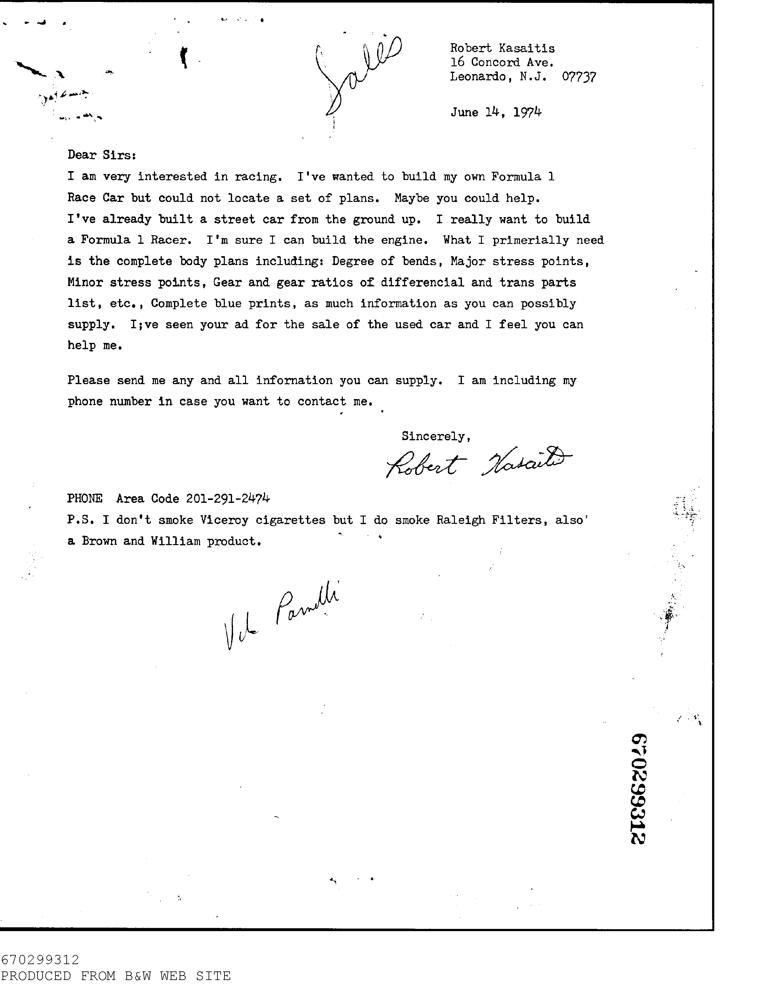 Salls
Robert Kasaitis
16 Concord Ave.
Leonardo, N.J. 07737
June 14, 1974
Dear Sirs:
I am very interested in racing. I've wanted to build my own Formula 1
Race Car but could not locate a set of plans. Maybe you could help.
I've already built a street car from the ground up. I really want to build
a Formula 1 Racer. I'm sure I can build the engine. What I primerially need
is the complete body plans including: Degree of bends, Major stress points,
Minor stress points, Gear and gear ratios of differencial and trans parts
list, etc., Complete blue prints, as much information as you can possibly
supply. I;ve seen your ad for the sale of the used car and I feel you can
help me.
Please send me any and all infornation you can supply. I am including my
phone number in case you want to contact me.
Sincerely,
Robert Kasaitis
PHONE Area Code 201-291-2474
P.S. I don't smoke Viceroy cigarettes but I do smoke Raleigh Filters, also'
a Brown and William product.
Vel Parnelli
670299312
670299312
PRODUCED FROM B&W WEB SITE